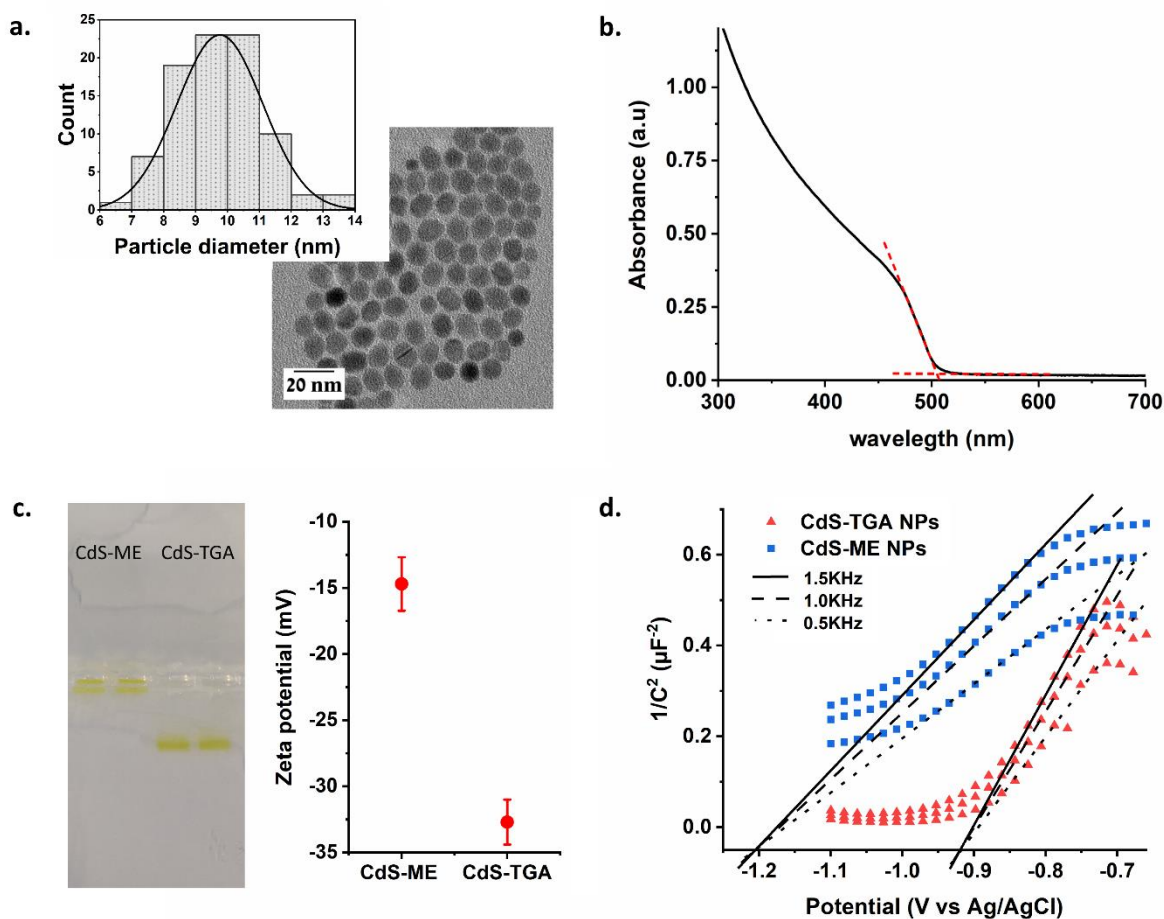 a.
25
20
15
10
5
0
Count
6 7 8 9 10 11 12 13 14
Particle diameter (nm)
20 nm
b.
1.00
0.75
0.50
0.25
0.00
Absorbance (a.u)
300 400 500 600 700
wavelegth (nm)
c.
CdS-ME CdS-TGA
-10
-15
-20
-25
-30
-35
Zeta potential (mV)
CdS-ME CdS-TGA
d.
CdS-TGA NPs
CdS-ME NPs
1.5KHz
1.0KHz
0.5KHz
0.6
0.4
0.2
0.0
1/C² (µF⁻²)
-1.2 -1.1 -1.0 -0.9 -0.8 -0.7
Potential (V vs Ag/AgCl)